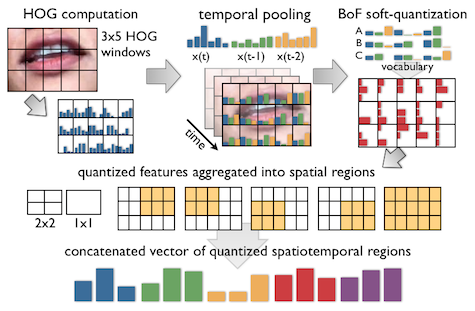 HOG computation
temporal pooling
BoF soft-quantization
3x5 HOG
windows
x(t)
x(t-1)
x(t-2)
A
B
C
vocabulary
time
quantized features aggregated into spatial regions
2x2
1x1
concatenated vector of quantized spatiotemporal regions